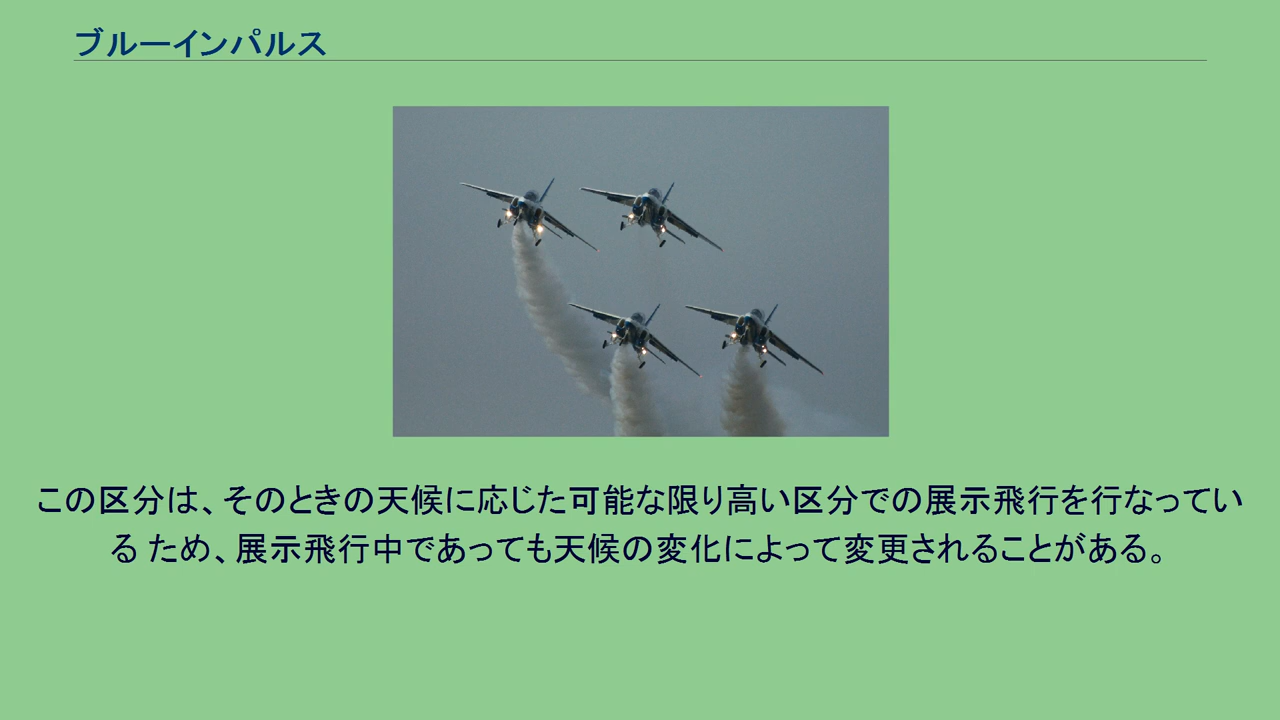 ブルーインパルス
この区分は、そのときの天候に応じた可能な限り高い区分での展示飛行を行なってい
る ため、展示飛行中であっても天候の変化によって変更されることがある。